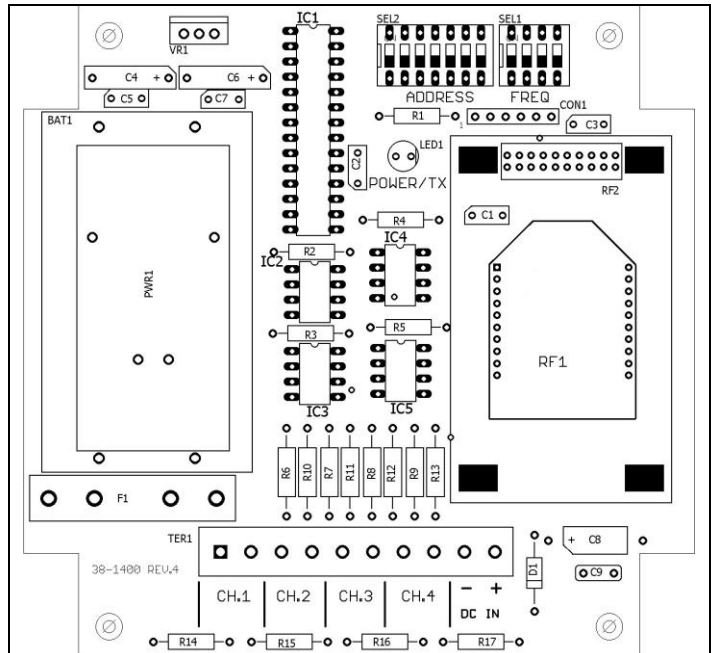 IC1
SEL2
SEL1
VR1
C4 +
C6 +
C5
C7
ADDRESS
FREQ
BAT1
R1
CON1
1
C3
LED1
C2
POWER/TX
RF2
R4
C1
IC4
R2
IC2
PWR1
R3
R5
RF1
IC3
IC5
R6
R10
R7
R11
R8
R12
R9
R13
F1
TER1
+ C8
38-1400 REV.4
D1
C9
CH.1
CH.2
CH.3
CH.4
- +
DC IN
R14
R15
R16
R17